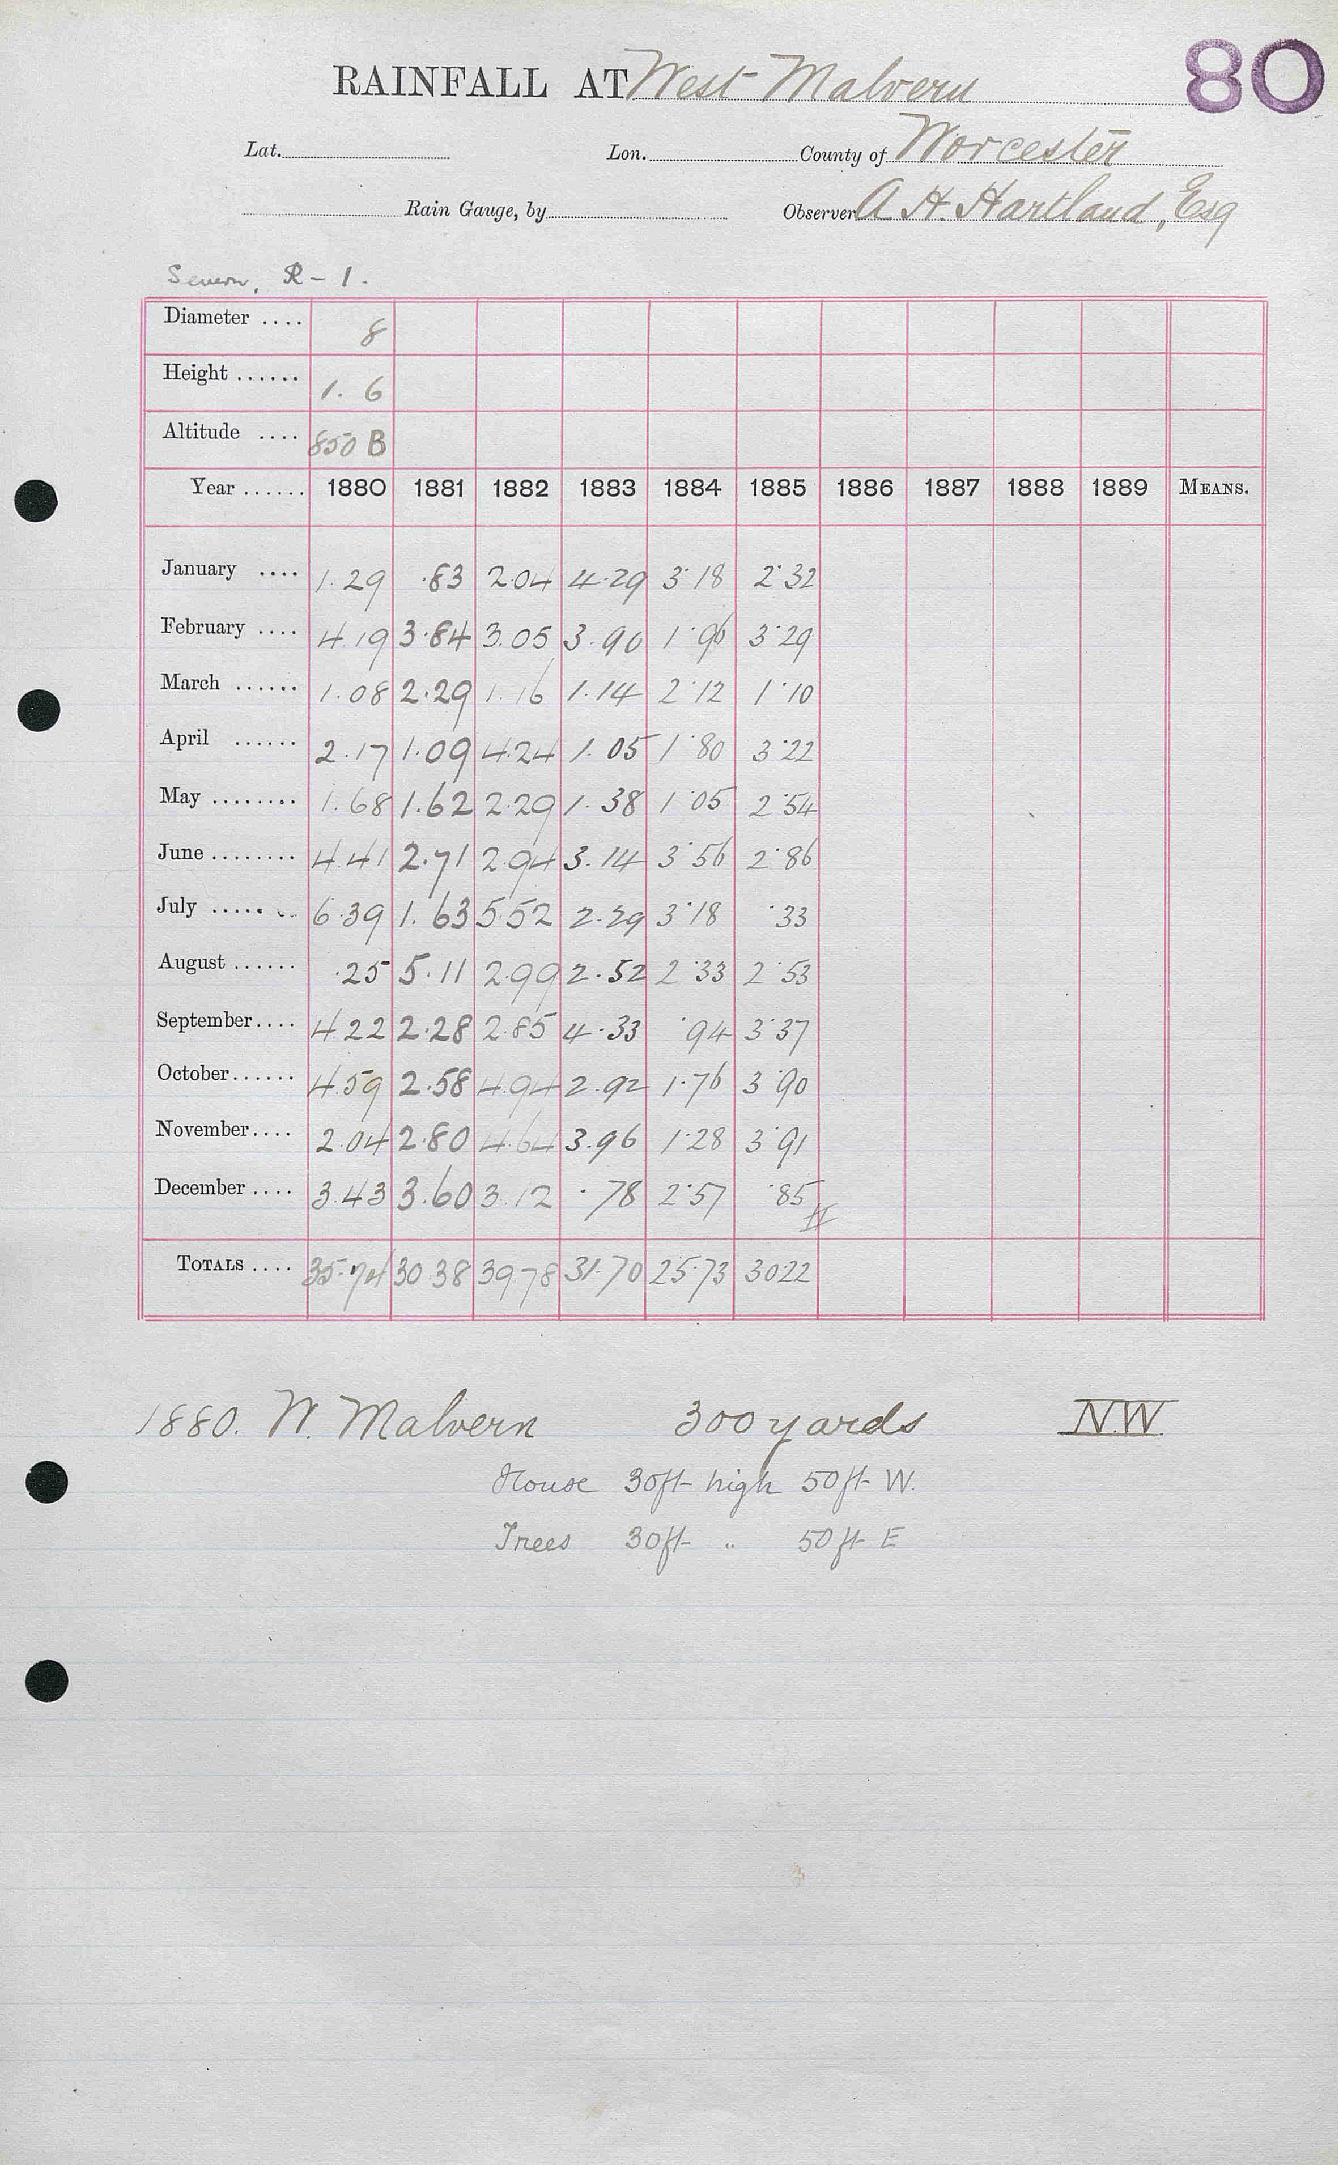 80
RAINFALL AT West Malvern
Lat. Lon. County of Worcester
Rain Gauge, by Observer A H. Hartland, Esq
Severn, R - 1.
Diameter .... 8
Height ...... 1. 6
Altitude .... 850 B
Year ...... 1880 1881 1882 1883 1884 1885 1886 1887 1888 1889 MEANS.
January .... 1.29 .83 2.04 4.29 3.18 2.32
February .... 4.19 3.84 3.05 3.90 1.96 3.29
March ...... 1.08 2.29 1.16 1.14 2.12 1.10
April ...... 2.17 1.09 4.24 1.05 1.80 3.22
May ........ 1.68 1.62 2.29 1.38 1.05 2.54
June ........ 4.41 2.71 2.94 3.14 3.56 2.86
July ........ 6.39 1.63 5.52 2.29 3.18 .33
August ...... .25 5.11 2.99 2.52 2.33 2.53
September .... 4.22 2.28 2.85 4.33 .94 3.37
October ...... 4.59 2.58 4.94 2.92 1.76 3.90
November .... 2.04 2.80 4.64 3.96 1.28 3.91
December .... 3.43 3.60 3.12 .78 2.57 .85
TOTALS .... 35.74 30.38 39.78 31.70 25.73 30.22
1880. W. Malvern 300 yards N.W.
House 30ft high 50ft W.
Trees 30ft " 50ft E